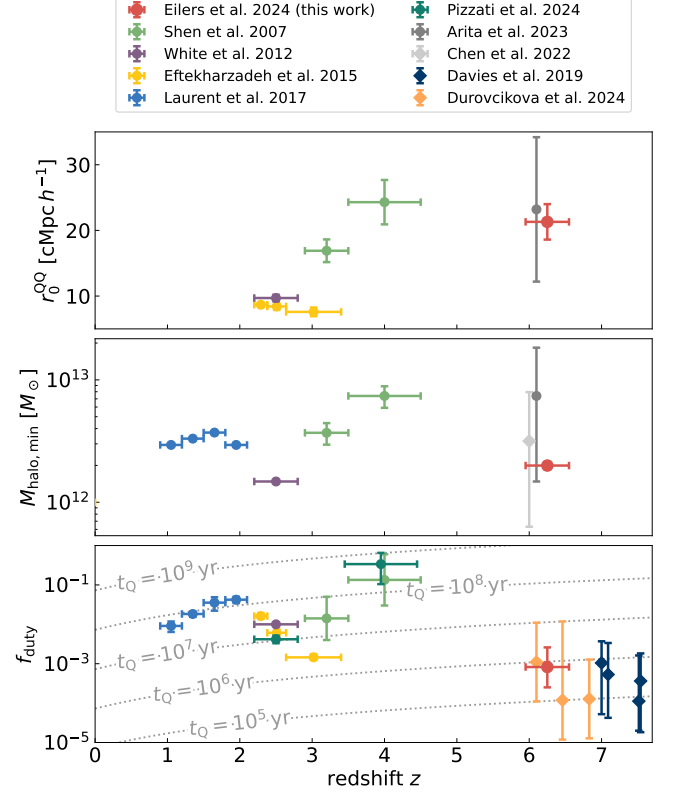 Eilers et al. 2024 (this work)
Shen et al. 2007
White et al. 2012
Eftekharzadeh et al. 2015
Laurent et al. 2017
Pizzati et al. 2024
Arita et al. 2023
Chen et al. 2022
Davies et al. 2019
Durovcikova et al. 2024
r₀^QQ [cMpc h⁻¹]
30
20
10
M_halo, min [M_⊙]
10¹³
10¹²
f_duty
10⁻¹
10⁻³
10⁻⁵
t_Q = 10⁹ yr
t_Q = 10⁸ yr
t_Q = 10⁷ yr
t_Q = 10⁶ yr
t_Q = 10⁵ yr
0 1 2 3 4 5 6 7
redshift z